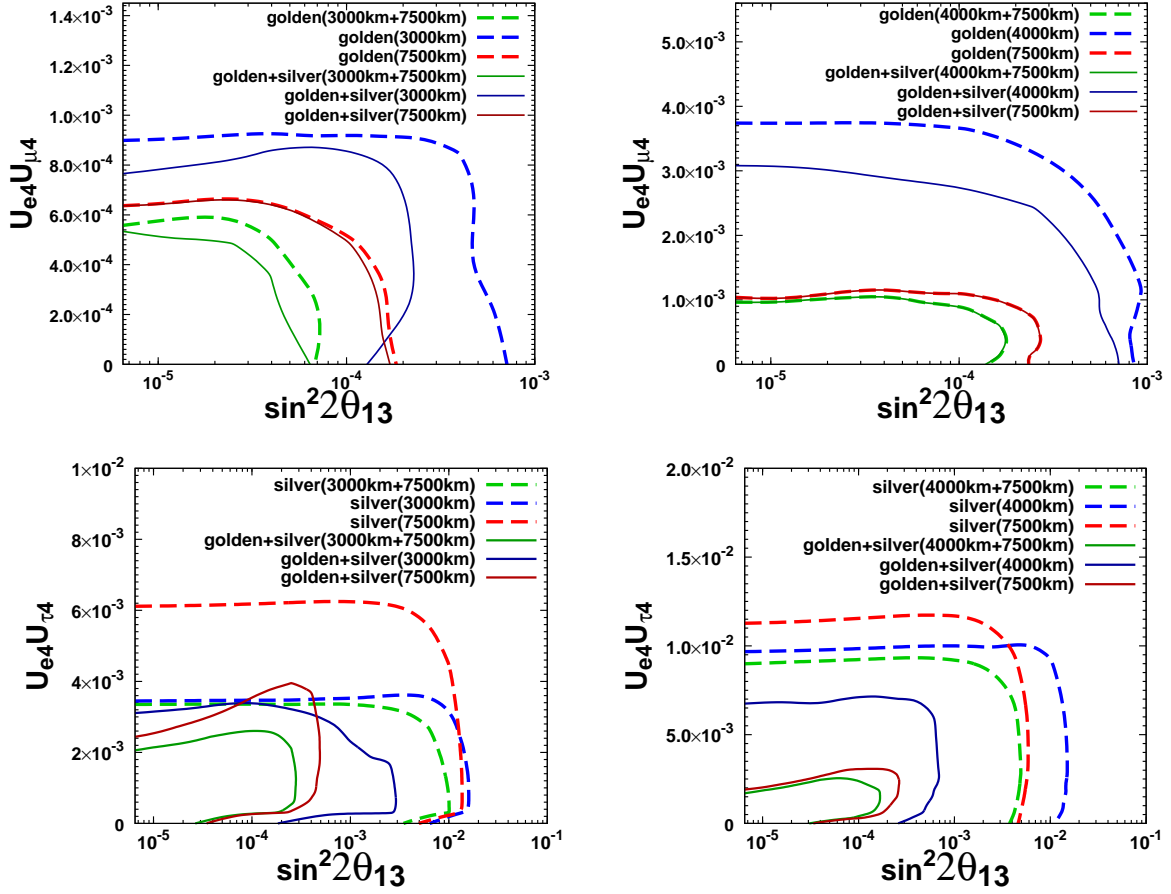 1.4×10⁻³
1.2×10⁻³
1.0×10⁻³
8.0×10⁻⁴
6.0×10⁻⁴
4.0×10⁻⁴
2.0×10⁻⁴
0
U_e4U_μ4
golden(3000km+7500km)
golden(3000km)
golden(7500km)
golden+silver(3000km+7500km)
golden+silver(3000km)
golden+silver(7500km)
10⁻⁵ 10⁻⁴ 10⁻³
sin²2θ₁₃
5.0×10⁻³
4.0×10⁻³
3.0×10⁻³
2.0×10⁻³
1.0×10⁻³
0
U_e4U_μ4
golden(4000km+7500km)
golden(4000km)
golden(7500km)
golden+silver(4000km+7500km)
golden+silver(4000km)
golden+silver(7500km)
10⁻⁵ 10⁻⁴ 10⁻³
sin²2θ₁₃
1×10⁻²
8×10⁻³
6×10⁻³
4×10⁻³
2×10⁻³
0
U_e4U_τ4
silver(3000km+7500km)
silver(3000km)
silver(7500km)
golden+silver(3000km+7500km)
golden+silver(3000km)
golden+silver(7500km)
10⁻⁵ 10⁻⁴ 10⁻³ 10⁻² 10⁻¹
sin²2θ₁₃
2.0×10⁻²
1.5×10⁻²
1.0×10⁻²
5.0×10⁻³
0
U_e4U_τ4
silver(4000km+7500km)
silver(4000km)
silver(7500km)
golden+silver(4000km+7500km)
golden+silver(4000km)
golden+silver(7500km)
10⁻⁵ 10⁻⁴ 10⁻³ 10⁻² 10⁻¹
sin²2θ₁₃